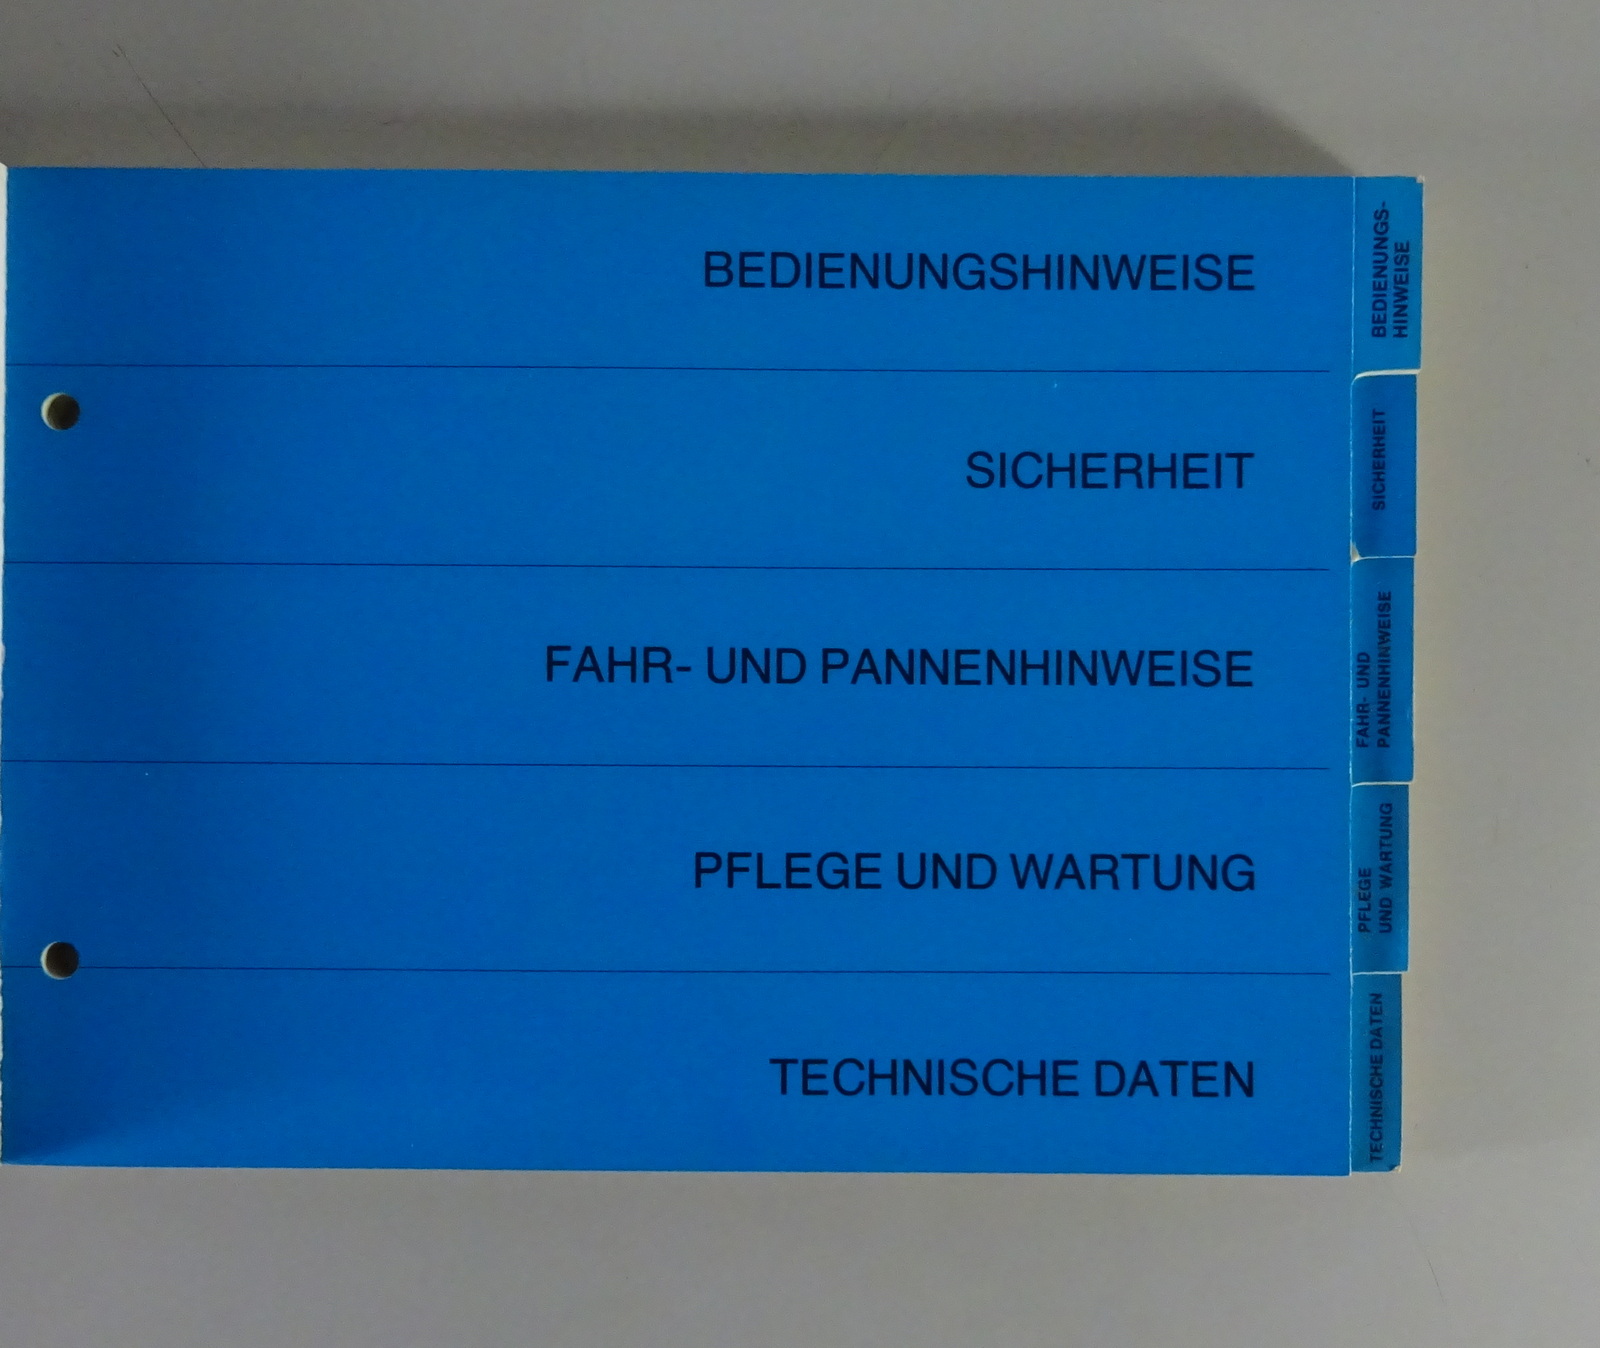 BEDIENUNGSHINWEISE
SICHERHEIT
FAHR- UND PANNENHINWEISE
PFLEGE UND WARTUNG
TECHNISCHE DATEN
BEDIENUNGS-
HINWEISE
SICHERHEIT
FAHR- UND
PANNENHINWEISE
PFLEGE
UND WARTUNG
TECHNISCHE DATEN